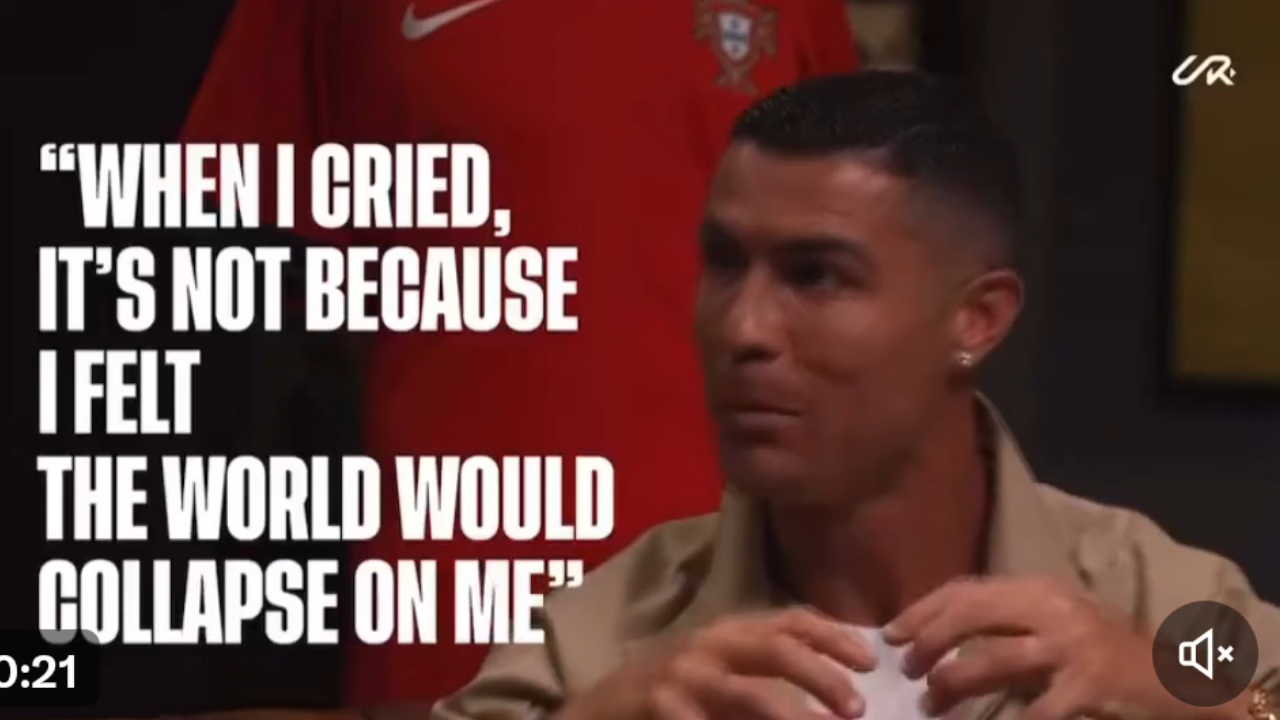 “WHEN I CRIED,
IT’S NOT BECAUSE
I FELT
THE WORLD WOULD
COLLAPSE ON ME”
0:21